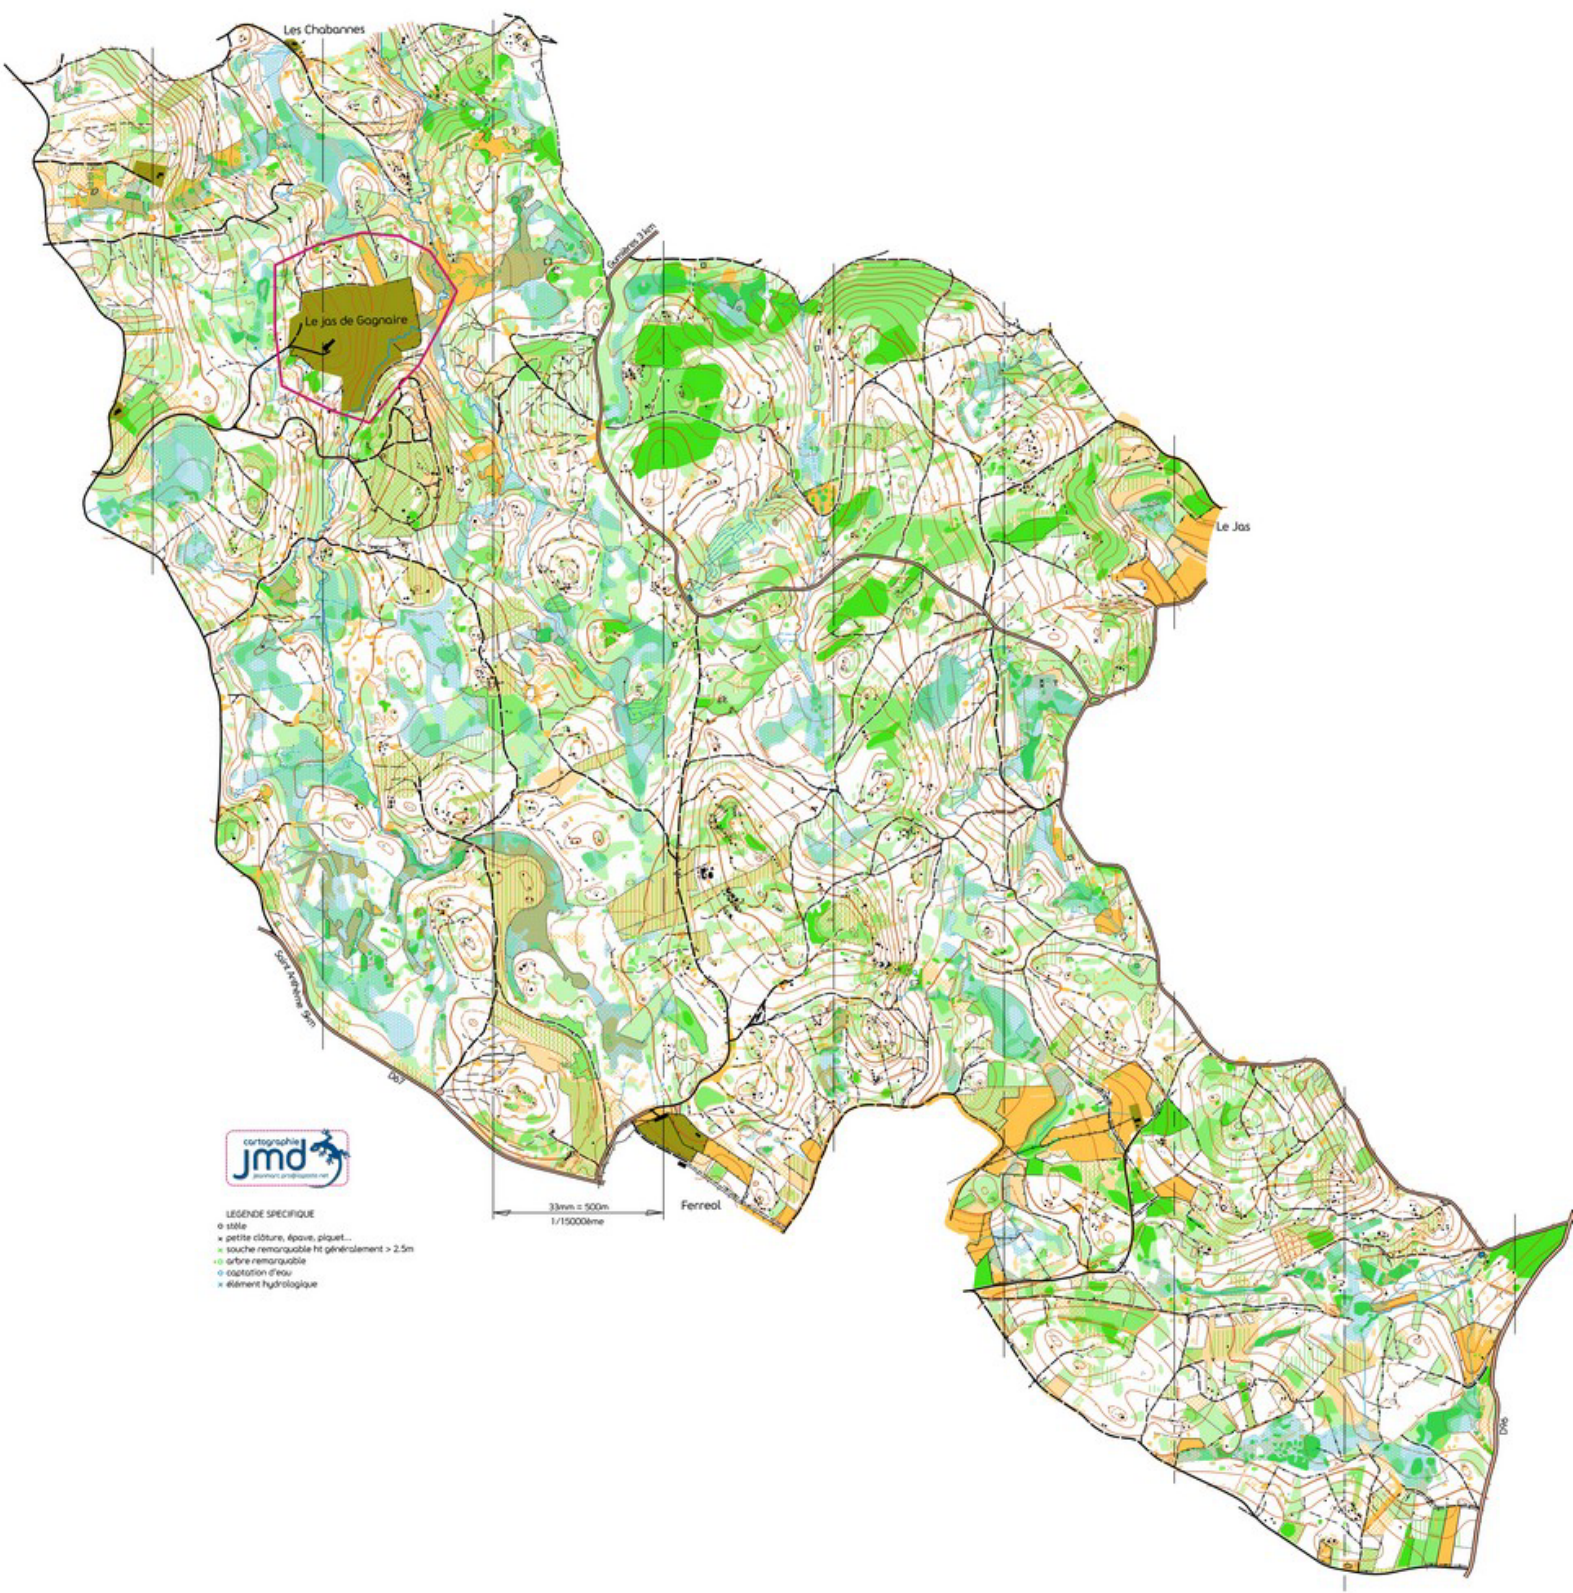 Les Chabannes
Gumières 3 km
Le jas de Gagnaire
Le Jas
Saint Anthème 5km
D67
cartographie
jmd
LEGENDE SPECIFIQUE
stèle
petite clôture, épave, piquet...
souche remarquable ht généralement > 2.5m
arbre remarquable
captation d'eau
élément hydrologique
33mm = 500m
1/15000ème
Ferreol
D96